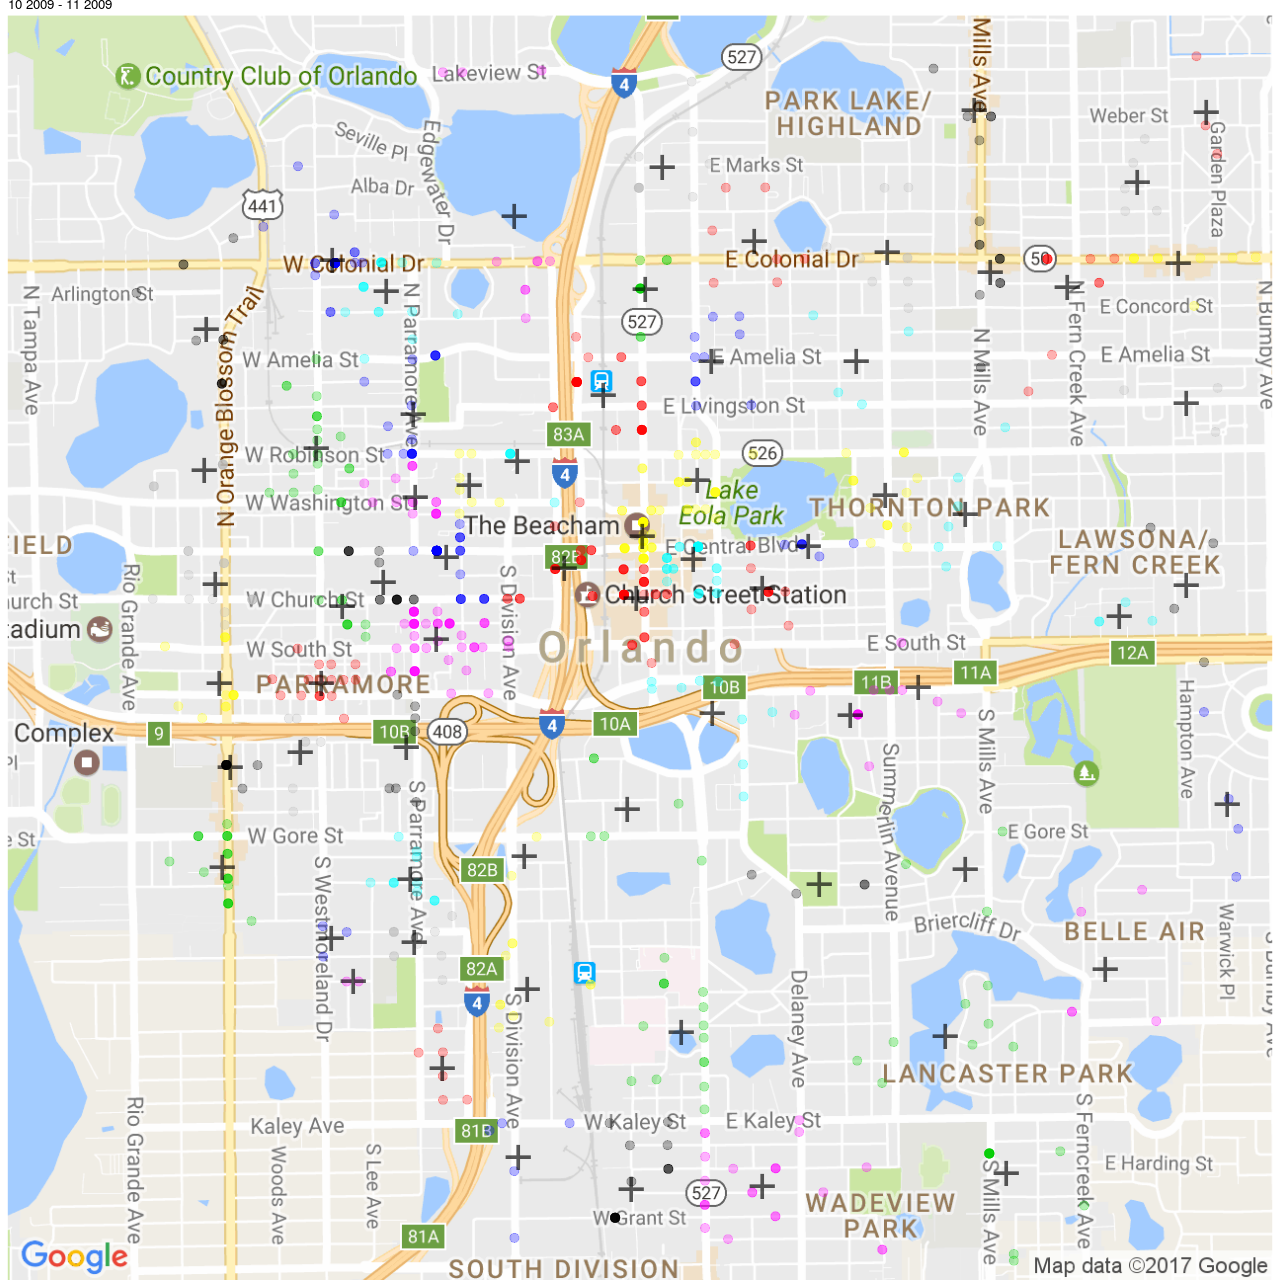 10 2009 - 11 2009
Mills Ave
527
Country Club of Orlando
Lakeview St
4
PARK LAKE/
HIGHLAND
Weber St
Garden Plaza
Seville Pl
Edgewater Dr
E Marks St
Alba Dr
441
W Colonial Dr
E Colonial Dr
50
Arlington St
N Tampa Ave
N Orange Blossom Trail
N Parramore Ave
527
N Mills Ave
N Fern Creek Ave
E Concord St
N Bumby Ave
W Amelia St
E Amelia St
E Amelia St
E Livingston St
83A
W Robinson St
526
4
Lake
Eola Park
W Washington St
THORNTON PARK
The Beacham
E Central Blvd
LAWSONA/
FERN CREEK
FIELD
82B
Rio Grande Ave
S Division Ave
W Church St
Church Street Station
tadium
W South St
Orlando
E South St
12A
11A
11B
10B
PARRAMORE
Hampton Ave
4
10A
408
10B
9
Complex
S Mills Ave
Summerlin Avenue
S Parramore Ave
W Gore St
E Gore St
e St
82B
S Westmoreland Dr
Briercliff Dr
BELLE AIR
Warwick Pl
S Bumby Ave
82A
4
S Division Ave
Delaney Ave
LANCASTER PARK
Rio Grande Ave
Kaley Ave
81B
W Kaley St
E Kaley St
S Ferncreek Ave
Woods Ave
S Lee Ave
E Harding St
S Mills Ave
527
WADEVIEW
PARK
W Grant St
81A
Google
SOUTH DIVISION
Map data ©2017 Google